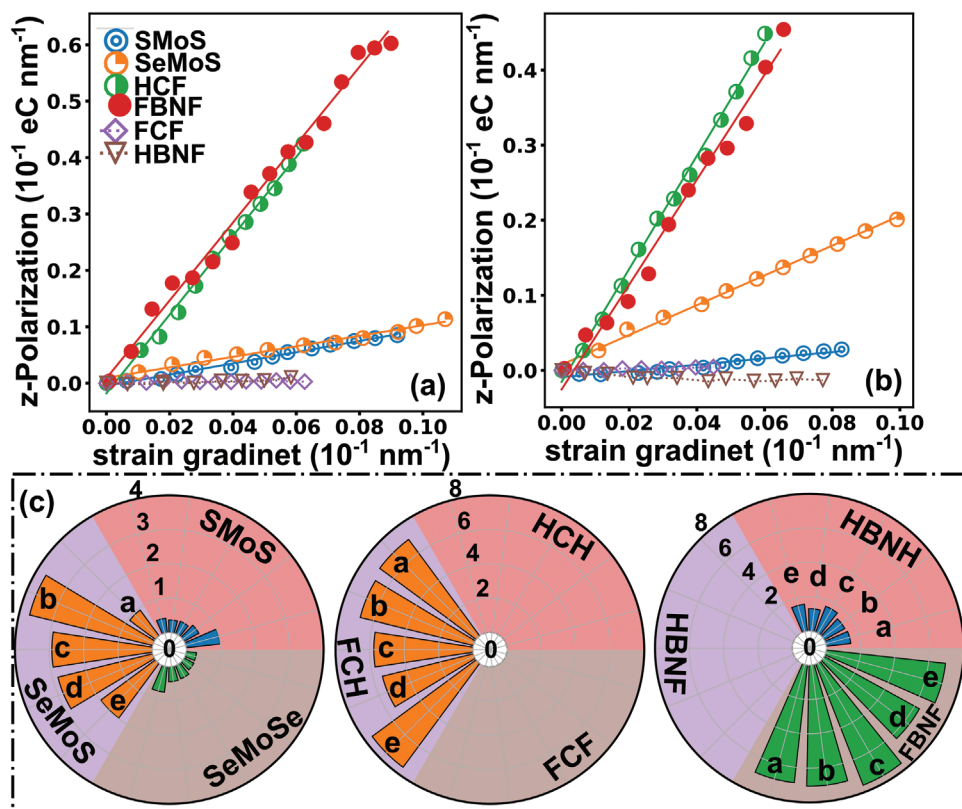 z-Polarization (10⁻¹ eC nm⁻¹)
0.6
0.5
0.4
0.3
0.2
0.1
0.0
SMoS
SeMoS
HCF
FBNF
FCF
HBNF
(a)
0.00 0.02 0.04 0.06 0.08 0.10
strain gradinet (10⁻¹ nm⁻¹)
z-Polarization (10⁻¹ eC nm⁻¹)
0.4
0.3
0.2
0.1
0.0
(b)
0.00 0.02 0.04 0.06 0.08 0.10
strain gradinet (10⁻¹ nm⁻¹)
(c)
4
3
2
1
0
SMoS
a
b
c
d
e
SeMoS
SeMoSe
8
6
4
2
0
HCH
a
b
c
d
e
FCH
FCF
8
6
4
2
0
HBNH
e d c b a
HBNF
a b c d e
FBNF